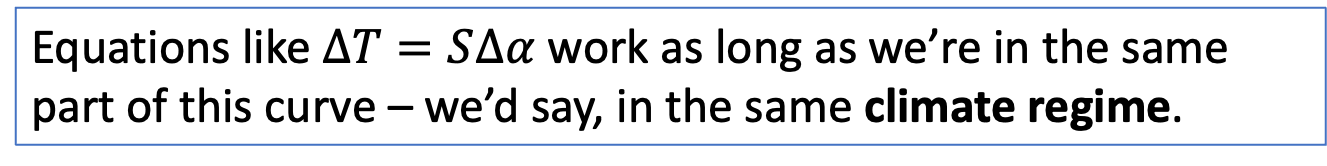 Equations like Δ𝑇 = 𝑆Δ𝛼 work as long as we’re in the same
part of this curve – we’d say, in the same climate regime.